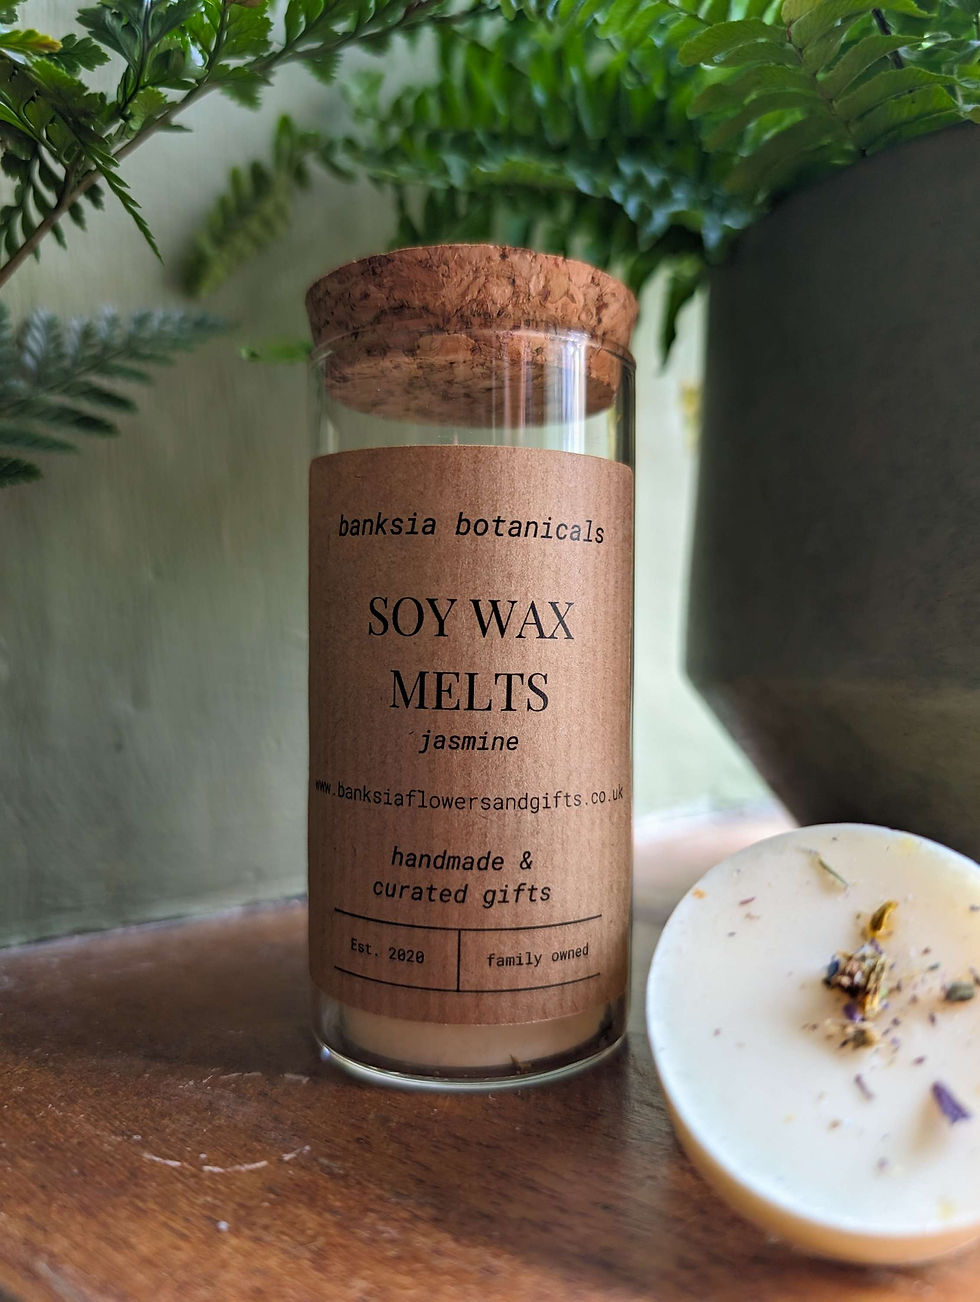 banksia botanicals
SOY WAX
MELTS
jasmine
www.banksiaflowersandgifts.co.uk
handmade &
curated gifts
Est. 2020
family owned